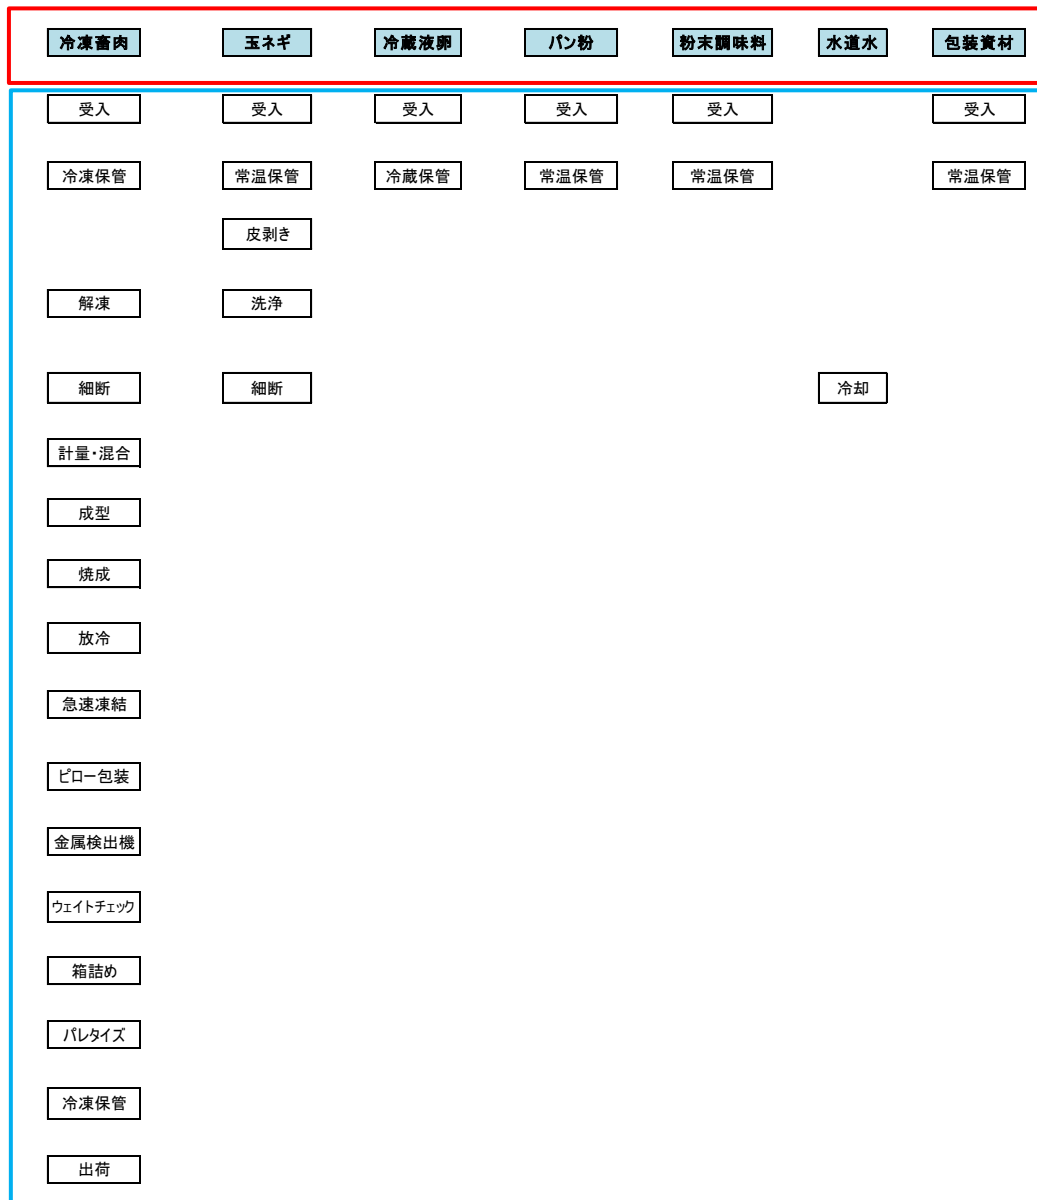 冷凍畜肉 玉ネギ 冷蔵液卵 パン粉 粉末調味料 水道水 包装資材
受入 受入 受入 受入 受入 受入
冷凍保管 常温保管 冷蔵保管 常温保管 常温保管 常温保管
皮剥き
解凍 洗浄
細断 細断 冷却
計量・混合
成型
焼成
放冷
急速凍結
ピロー包装
金属検出機
ウェイトチェック
箱詰め
パレタイズ
冷凍保管
出荷